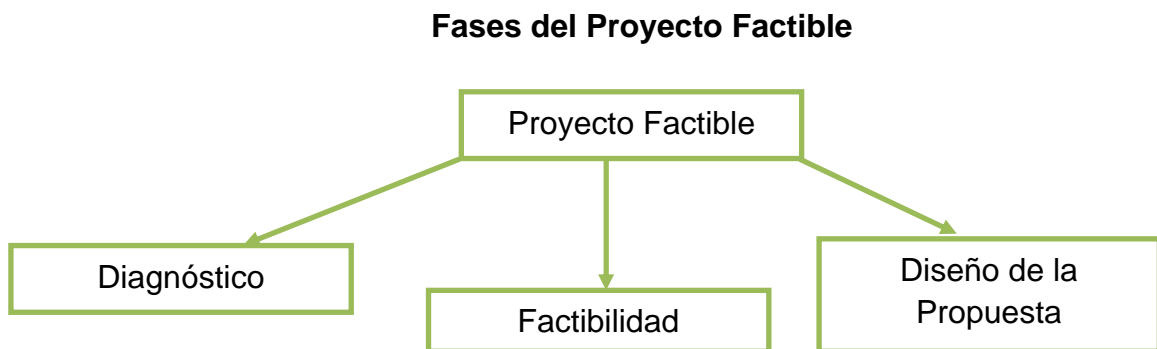 Fases del Proyecto Factible
Proyecto Factible
Diagnóstico
Factibilidad
Diseño de la
Propuesta